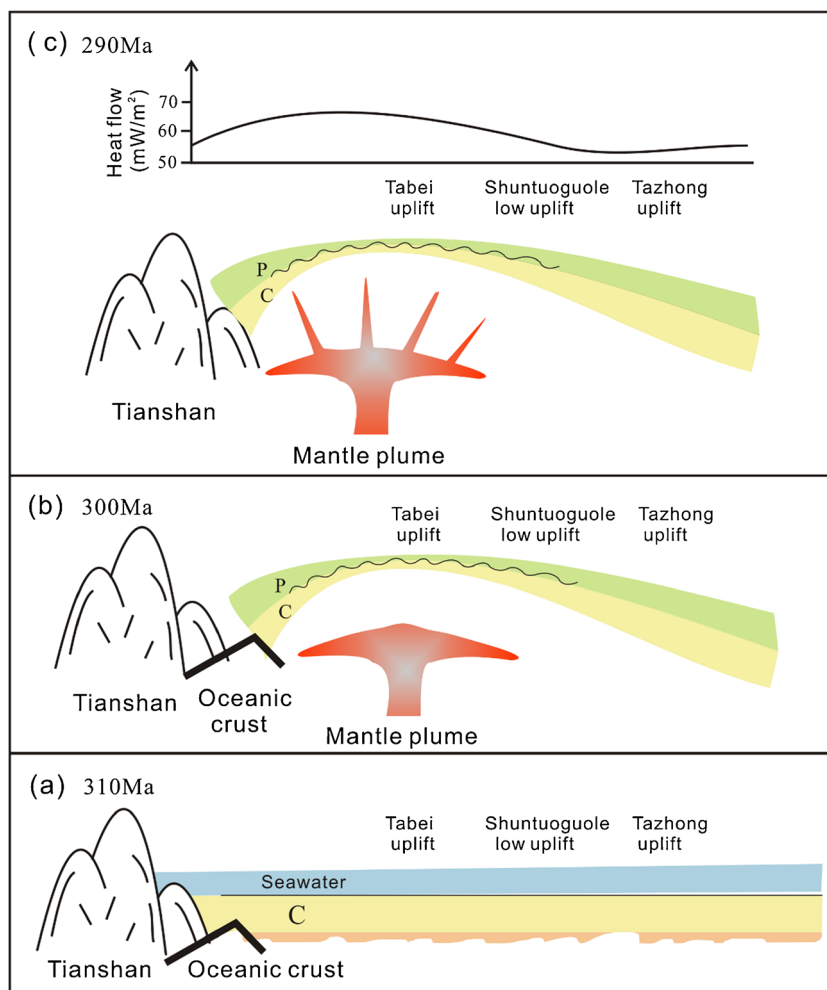 (c) 290Ma
Heat flow
(mW/m²)
70
60
50
Tabei
uplift
Shuntuoguole
low uplift
Tazhong
uplift
P
C
Tianshan
Mantle plume
(b) 300Ma
Tabei
uplift
Shuntuoguole
low uplift
Tazhong
uplift
P
C
Tianshan
Oceanic
crust
Mantle plume
(a) 310Ma
Tabei
uplift
Shuntuoguole
low uplift
Tazhong
uplift
Seawater
C
Tianshan
Oceanic crust